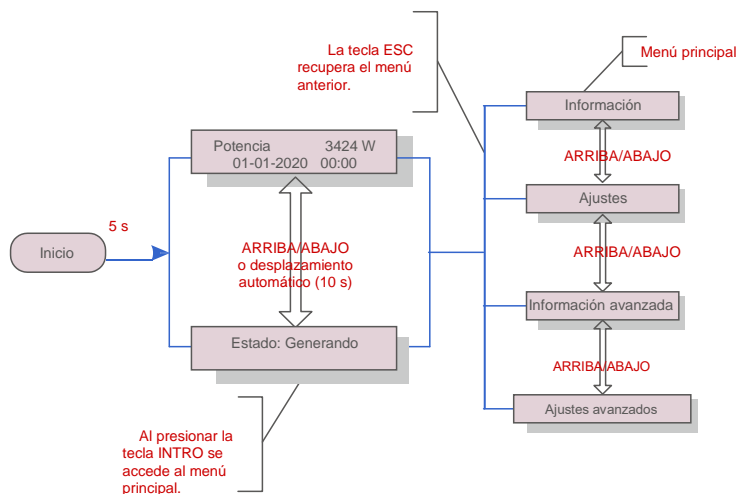 La tecla ESC
recupera el menú
anterior.
Menú principal
Información
Potencia 3424 W
01-01-2020 00:00
ARRIBA/ABAJO
Ajustes
5 s
Inicio
ARRIBA/ABAJO
o desplazamiento
automático (10 s)
ARRIBA/ABAJO
Información avanzada
Estado: Generando
ARRIBA/ABAJO
Ajustes avanzados
Al presionar la
tecla INTRO se
accede al menú
principal.